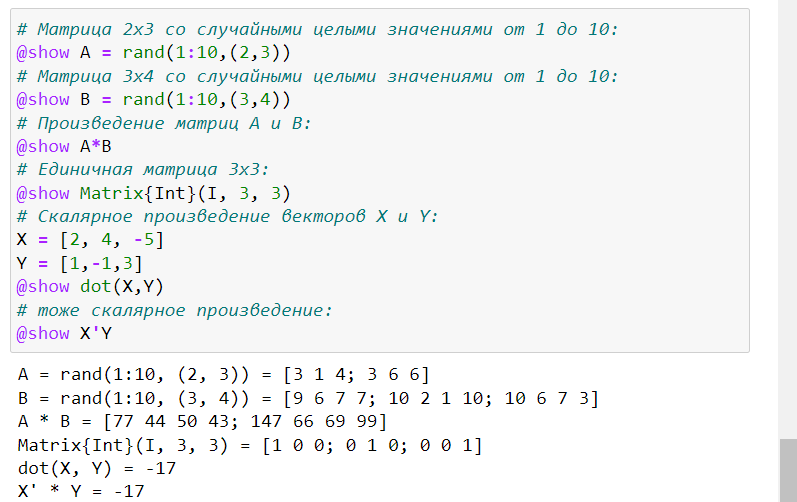 # Матрица 2x3 со случайными целыми значениями от 1 до 10:
@show A = rand(1:10,(2,3))
# Матрица 3x4 со случайными целыми значениями от 1 до 10:
@show B = rand(1:10,(3,4))
# Произведение матриц A и B:
@show A*B
# Единичная матрица 3x3:
@show Matrix{Int}(I, 3, 3)
# Скалярное произведение векторов X и Y:
X = [2, 4, -5]
Y = [1,-1,3]
@show dot(X,Y)
# тоже скалярное произведение:
@show X'Y
A = rand(1:10, (2, 3)) = [3 1 4; 3 6 6]
B = rand(1:10, (3, 4)) = [9 6 7 7; 10 2 1 10; 10 6 7 3]
A * B = [77 44 50 43; 147 66 69 99]
Matrix{Int}(I, 3, 3) = [1 0 0; 0 1 0; 0 0 1]
dot(X, Y) = -17
X' * Y = -17